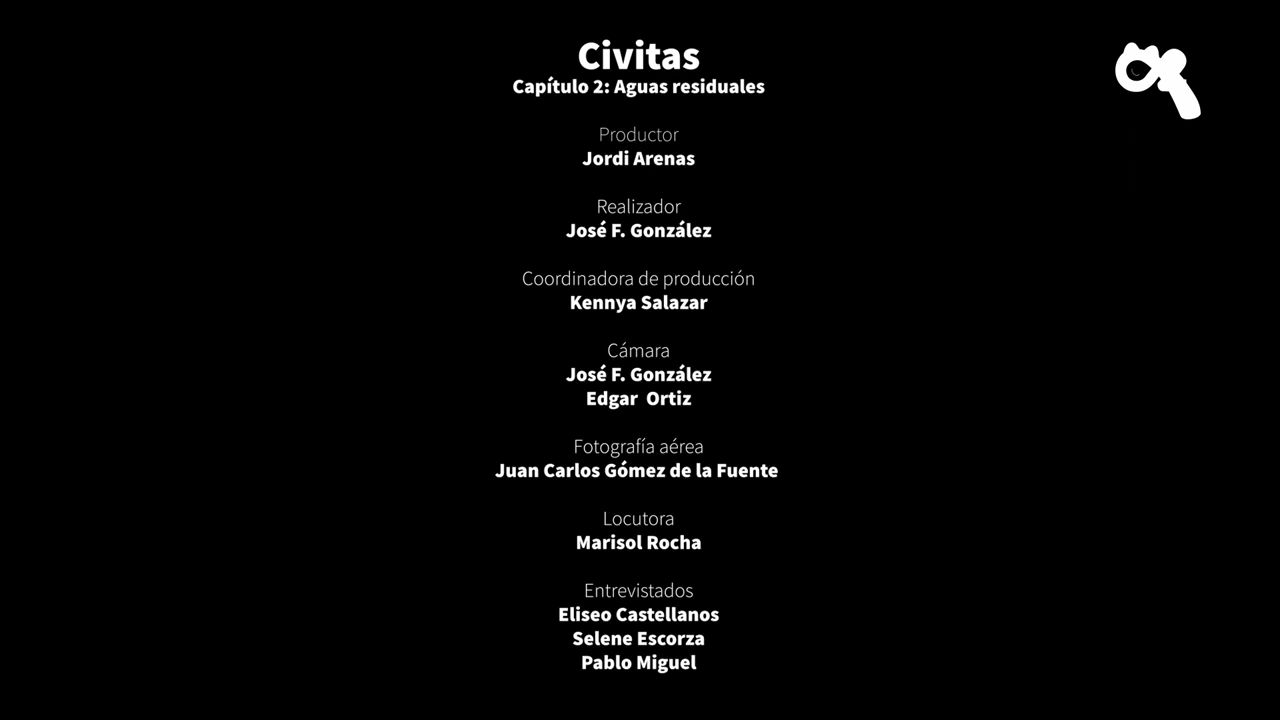 Civitas
Capítulo 2: Aguas residuales
Productor
Jordi Arenas
Realizador
José F. González
Coordinadora de producción
Kennya Salazar
Cámara
José F. González
Edgar  Ortiz
Fotografía aérea
Juan Carlos Gómez de la Fuente
Locutora
Marisol Rocha
Entrevistados
Eliseo Castellanos
Selene Escorza
Pablo Miguel